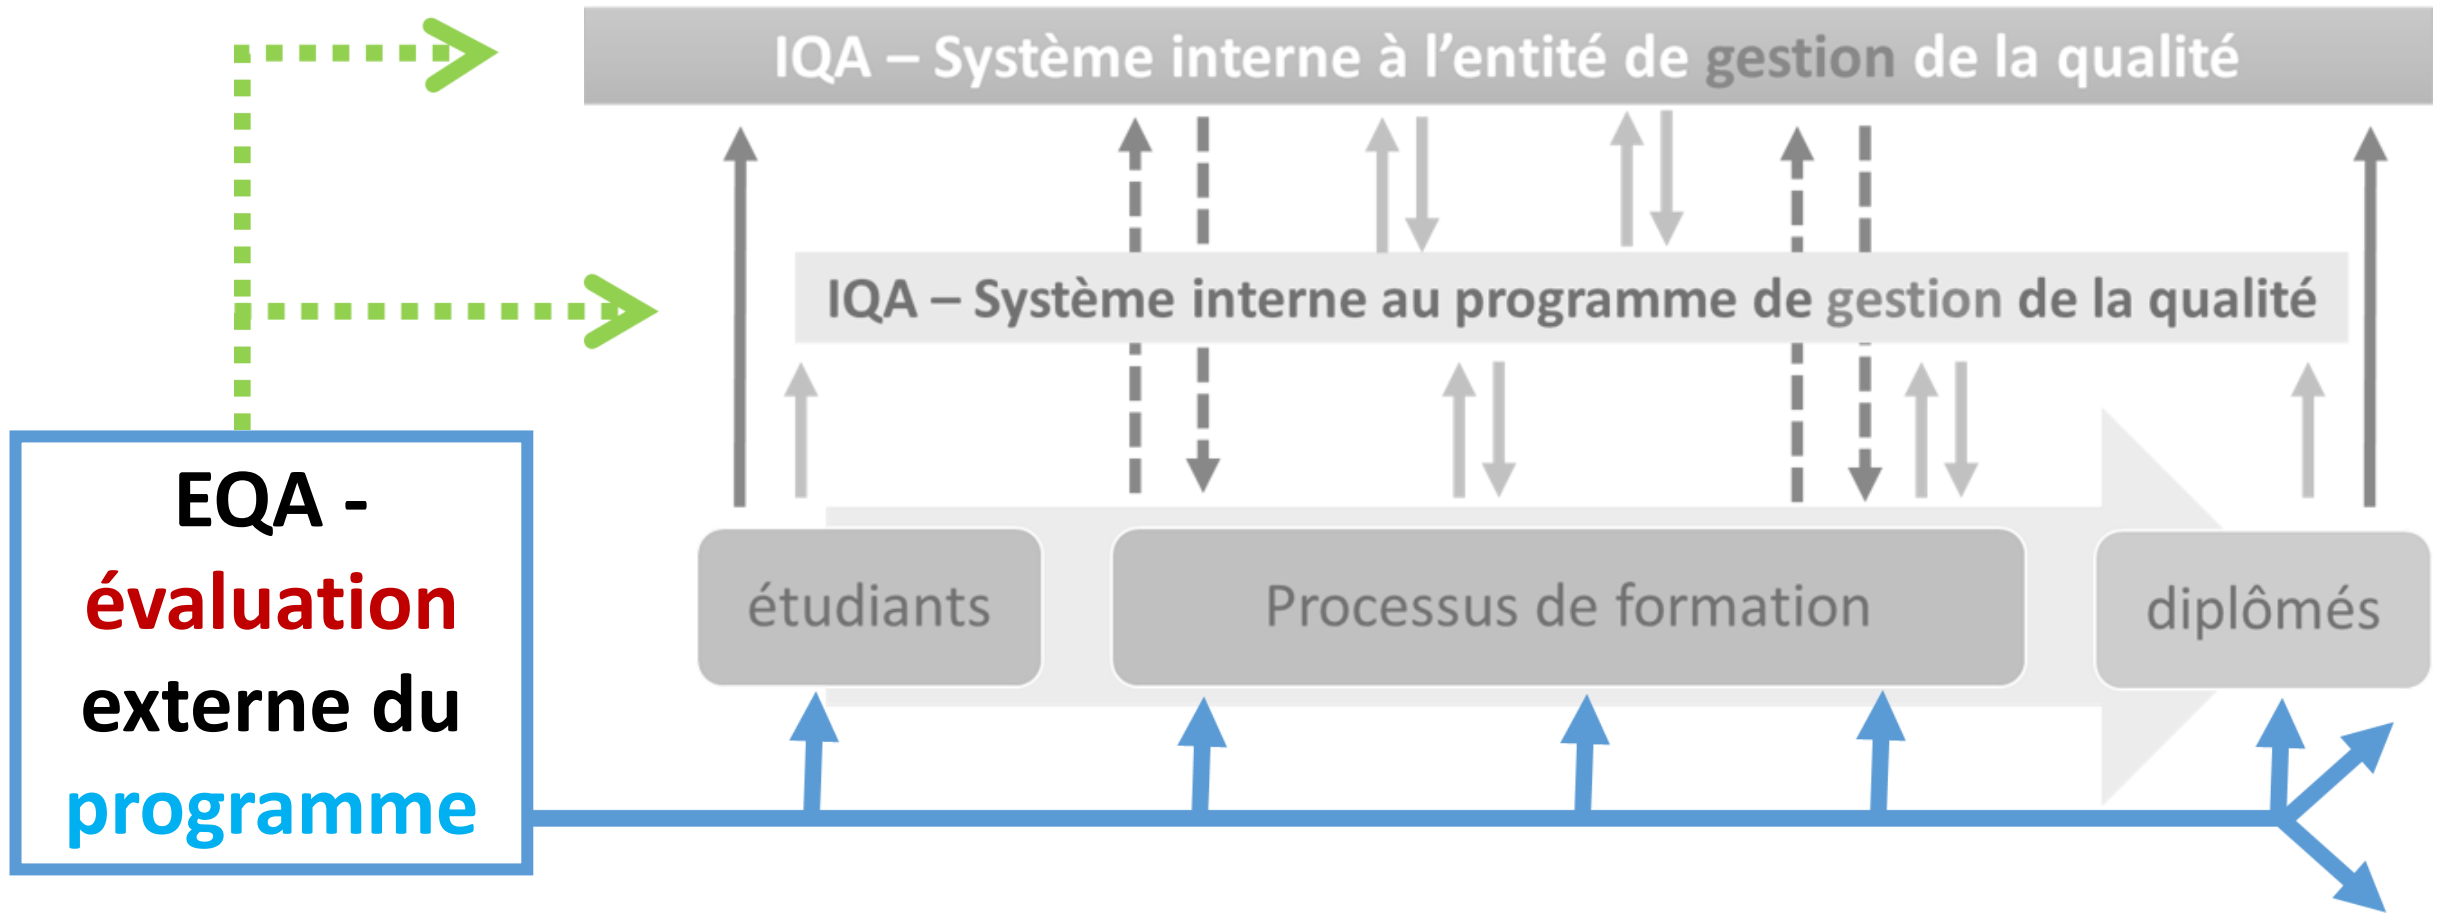 IQA – Système interne à l’entité de gestion de la qualité
IQA – Système interne au programme de gestion de la qualité
EQA -
évaluation
externe du
programme
étudiants
Processus de formation
diplômés